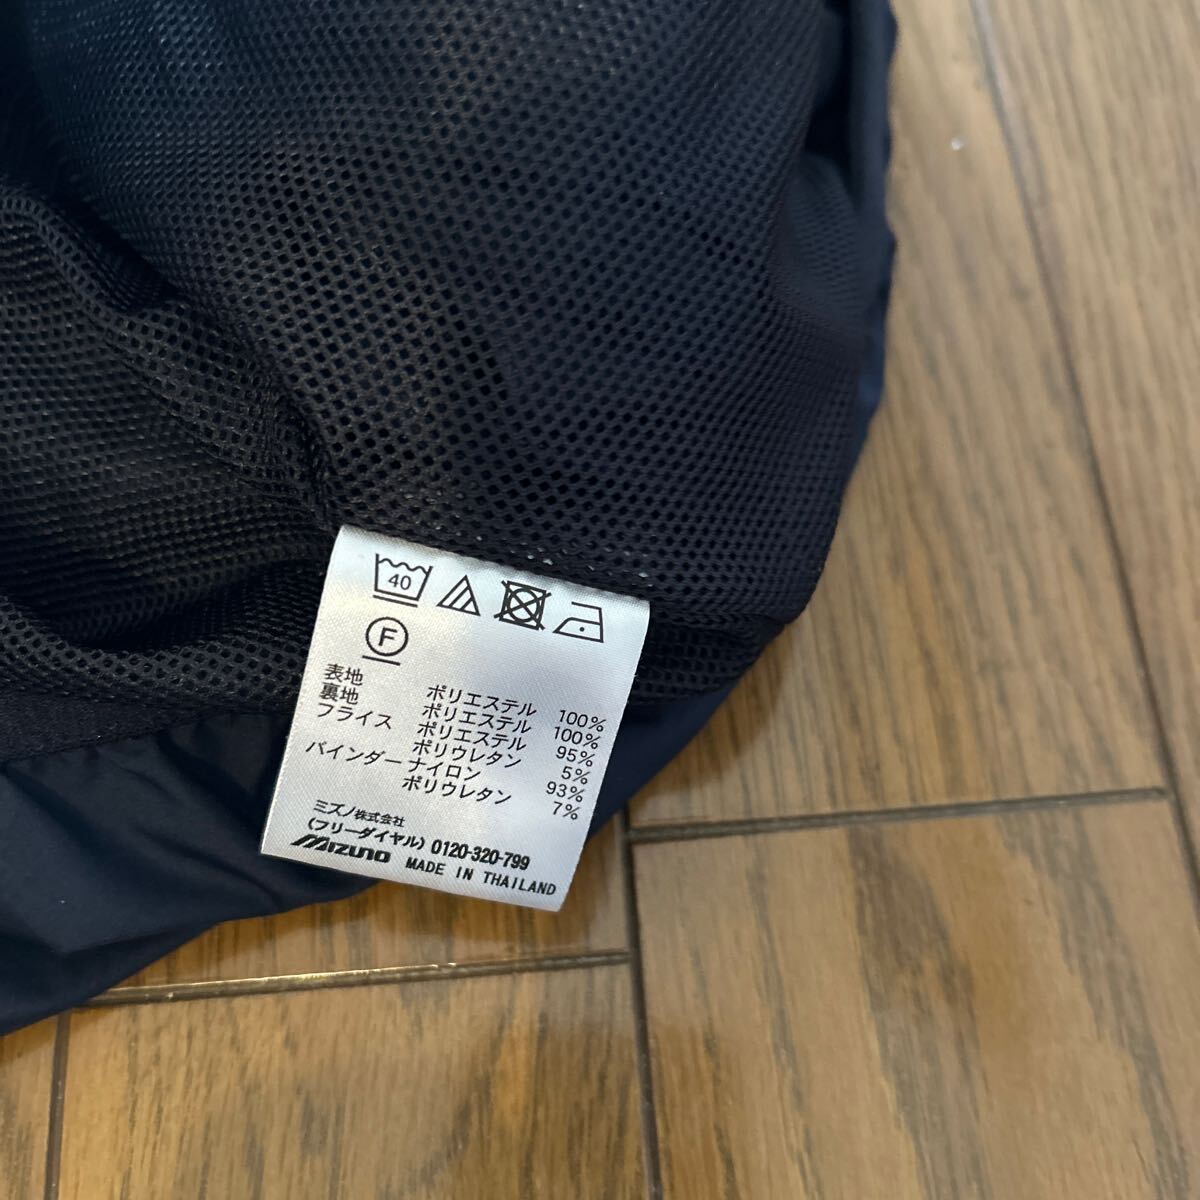 40
F
表地 ポリエステル 100%
裏地 ポリエステル 100%
フライス ポリエステル 95%
ポリウレタン 5%
バインダー ナイロン 93%
ポリウレタン 7%
ミズノ株式会社
(フリーダイヤル) 0120-320-799
MIZUNO MADE IN THAILAND